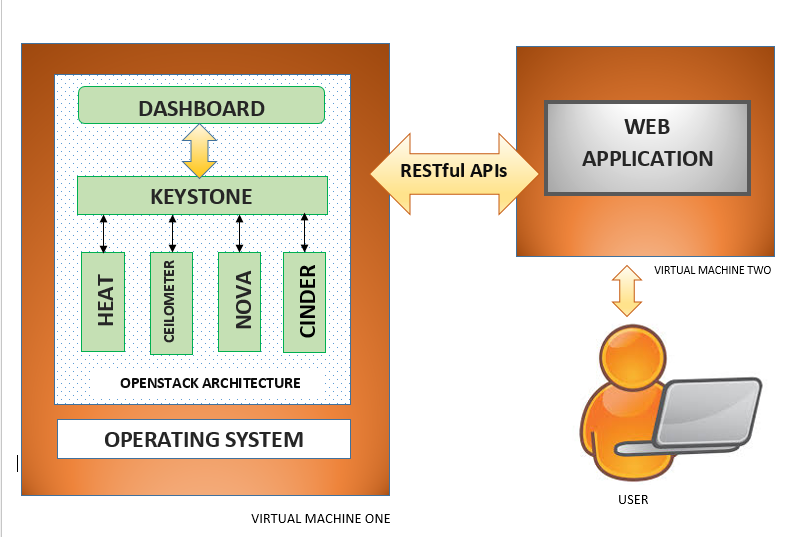 DASHBOARD
KEYSTONE
HEAT
CEILOMETER
NOVA
CINDER
OPENSTACK ARCHITECTURE
OPERATING SYSTEM
VIRTUAL MACHINE ONE
RESTful APIs
WEB
APPLICATION
VIRTUAL MACHINE TWO
USER